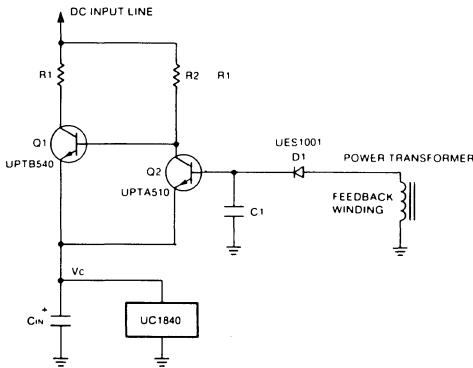 DC INPUT LINE
R1
R2 R1
Q1
UPTB540
Q2
UPTA510
UES1001
D1
POWER TRANSFORMER
FEEDBACK
WINDING
C1
Vc
+
CIN
UC1840